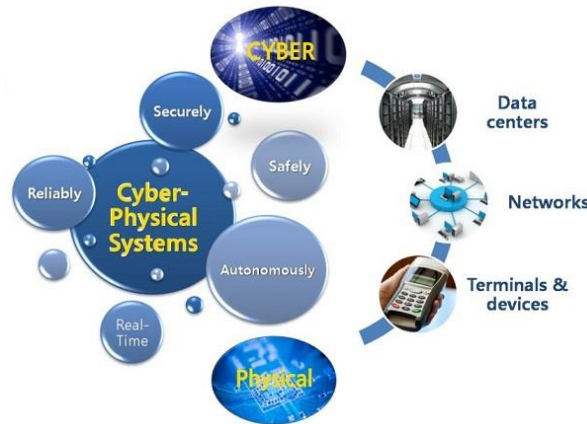 CYBER
Securely
Safely
Reliably
Cyber-
Physical
Systems
Autonomously
Real-
Time
Physical
Data
centers
Networks
Terminals &
devices